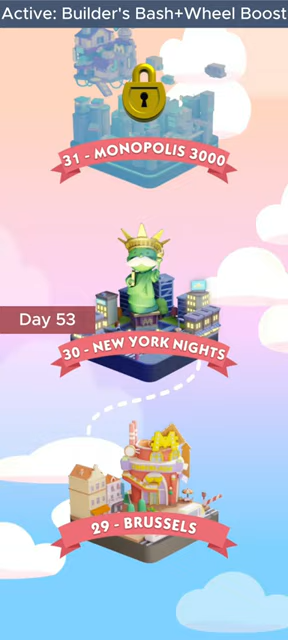 Active: Builder's Bash+Wheel Boost
31 - MONOPOLIS 3000
Day 53
30 - NEW YORK NIGHTS
M
29 - BRUSSELS